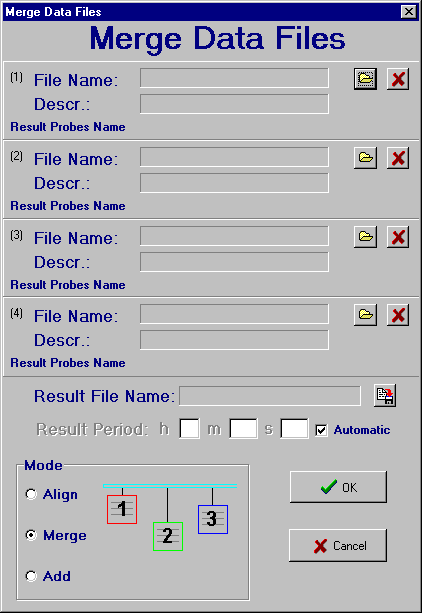 Merge Data Files
Merge Data Files
(1) File Name:
Descr.:
Result Probes Name
(2) File Name:
Descr.:
Result Probes Name
(3) File Name:
Descr.:
Result Probes Name
(4) File Name:
Descr.:
Result Probes Name
Result File Name:
Result Period: h m s Automatic
Mode
Align
Merge
Add
1
2
3
OK
Cancel